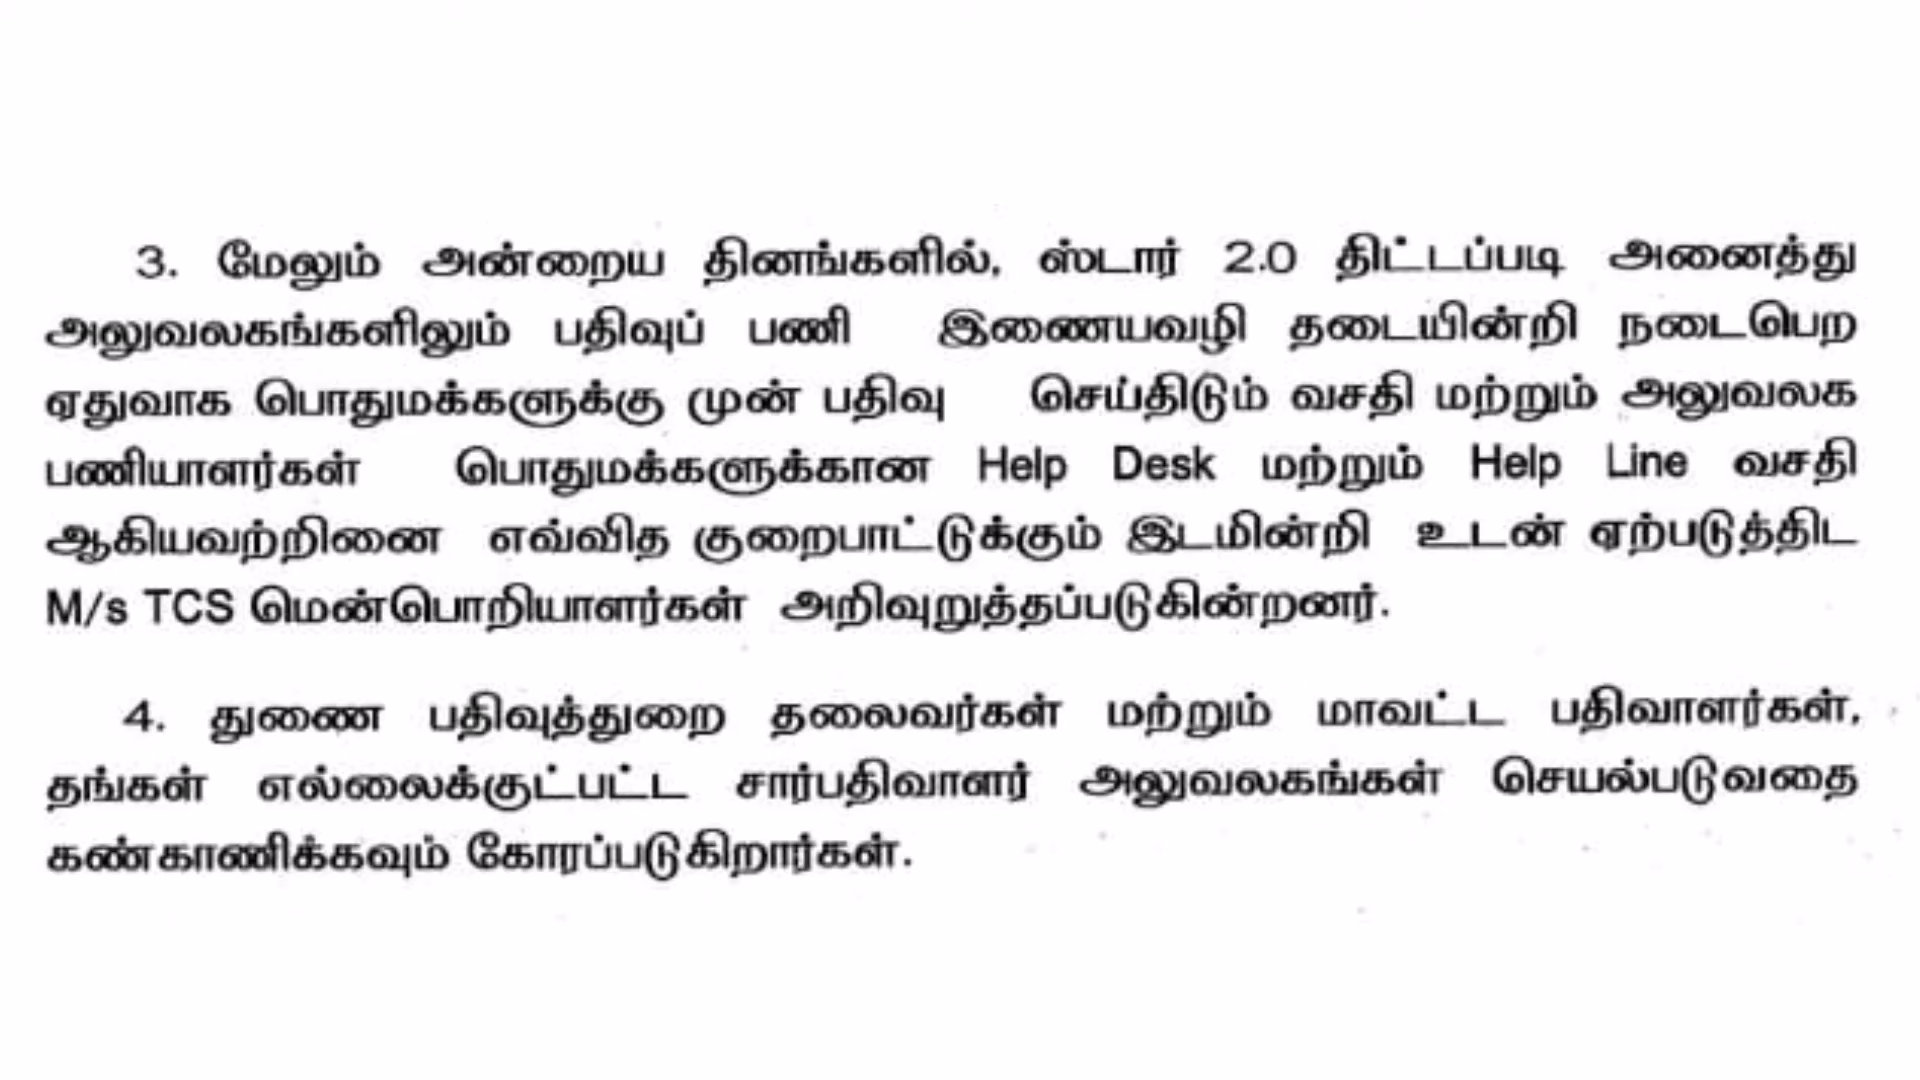 3. மேலும் அன்றைய தினங்களில், ஸ்டார் 2.0 திட்டப்படி அனைத்து
அலுவலகங்களிலும் பதிவுப் பணி இணையவழி தடையின்றி நடைபெற
ஏதுவாக பொதுமக்களுக்கு முன் பதிவு செய்திடும் வசதி மற்றும் அலுவலக
பணியாளர்கள் பொதுமக்களுக்கான Help Desk மற்றும் Help Line வசதி
ஆகியவற்றினை எவ்வித குறைபாட்டுக்கும் இடமின்றி உடன் ஏற்படுத்திட
M/s TCS மென்பொறியாளர்கள் அறிவுறுத்தப்படுகின்றனர்.
4. துணை பதிவுத்துறை தலைவர்கள் மற்றும் மாவட்ட பதிவாளர்கள்,
தங்கள் எல்லைக்குட்பட்ட சார்பதிவாளர் அலுவலகங்கள் செயல்படுவதை
கண்காணிக்கவும் கோரப்படுகிறார்கள்.